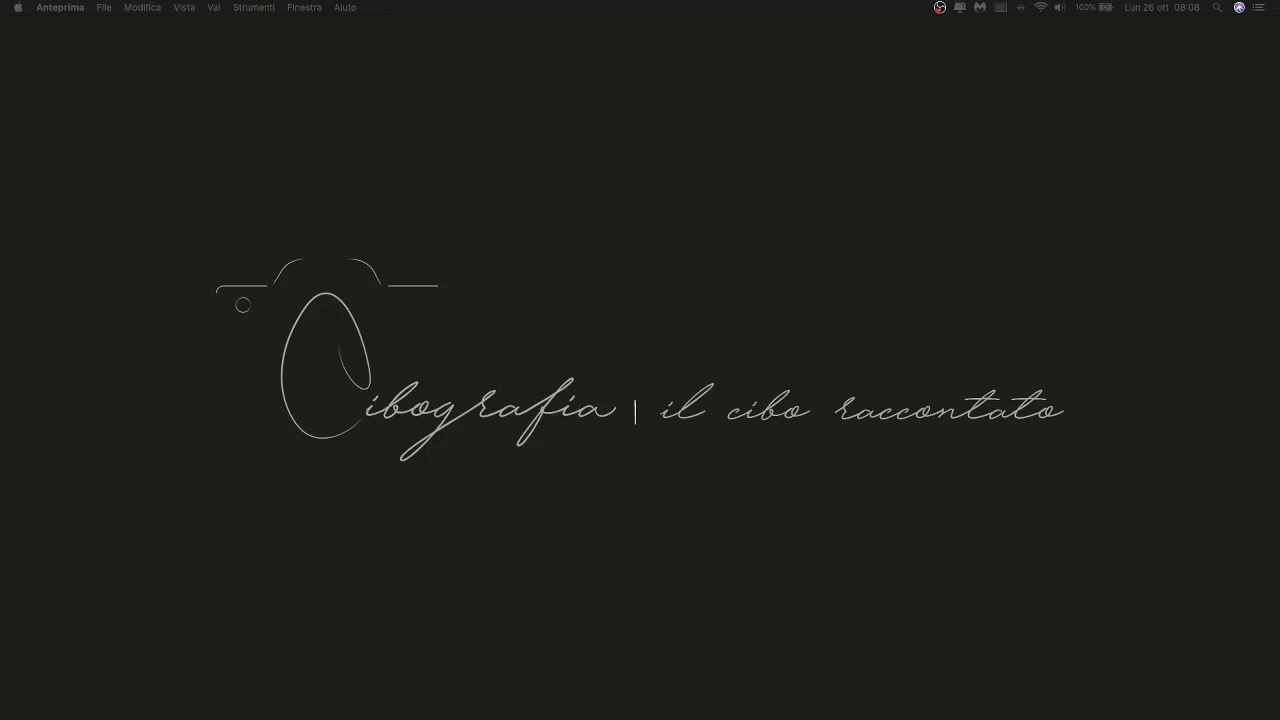 Anteprima File Modifica Vista Vai Strumenti Finestra Aiuto 100% Lun 26 ott 08:08
Cibografia | il cibo raccontato